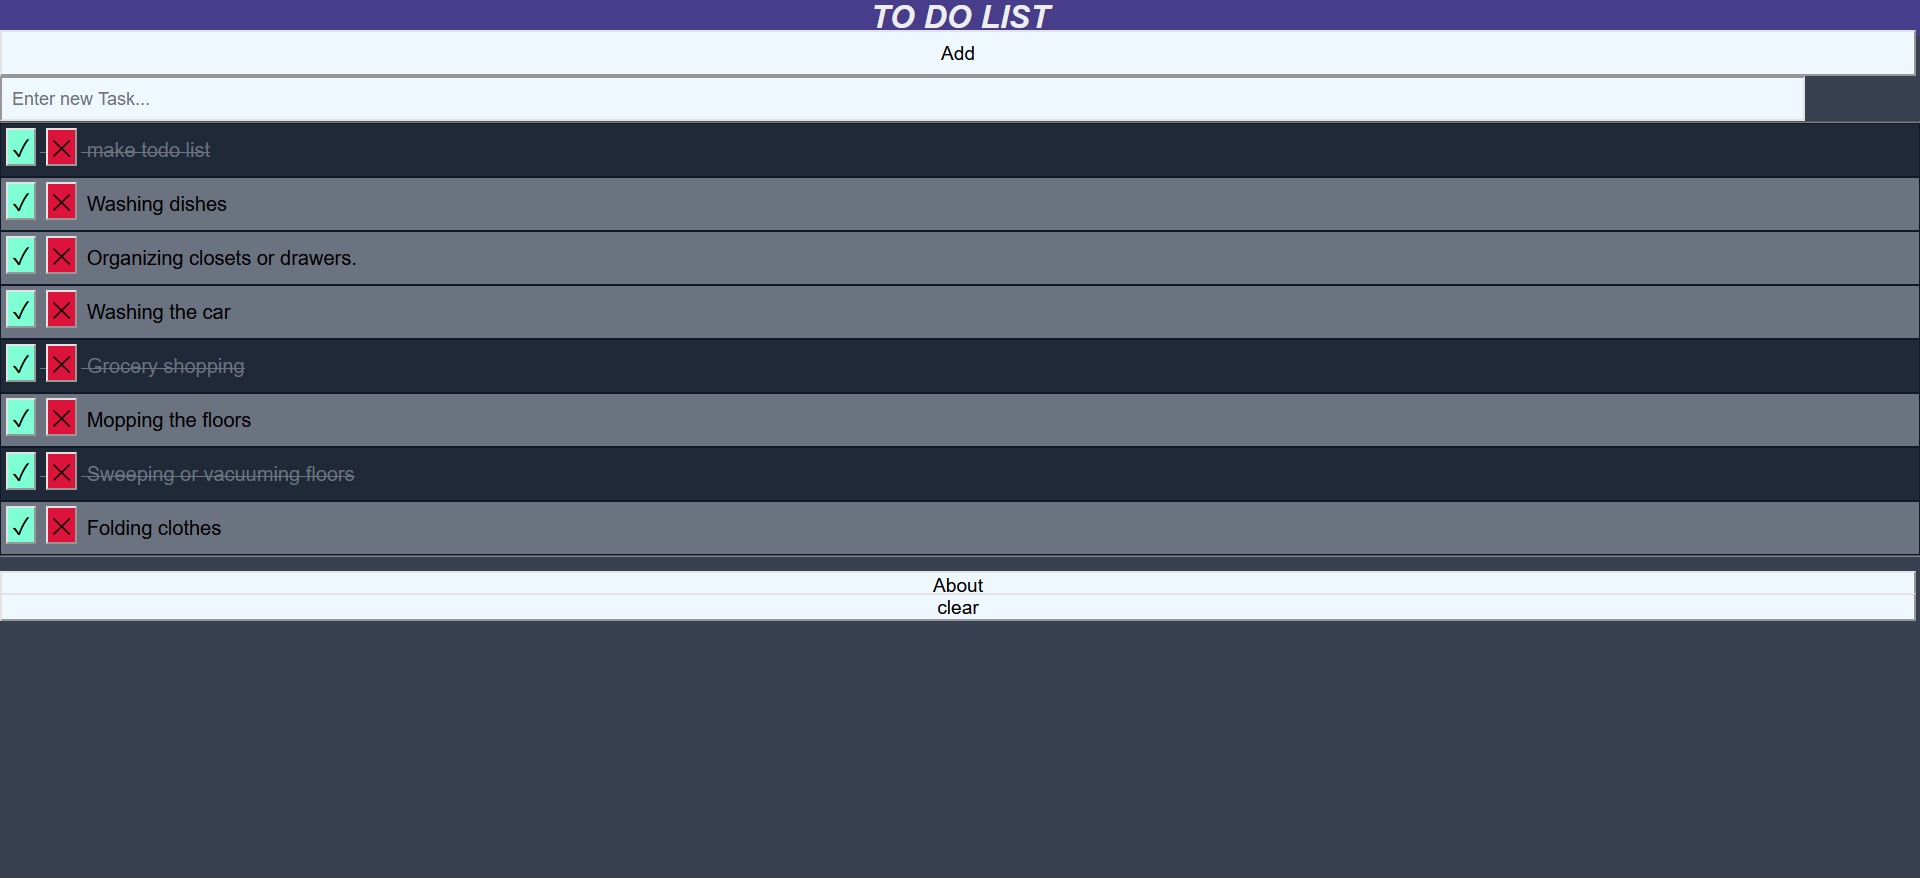 TO DO LIST
Add
Enter new Task...
✓ ✕ make todo list
✓ ✕ Washing dishes
✓ ✕ Organizing closets or drawers.
✓ ✕ Washing the car
✓ ✕ Grocery shopping
✓ ✕ Mopping the floors
✓ ✕ Sweeping or vacuuming floors
✓ ✕ Folding clothes
About
clear